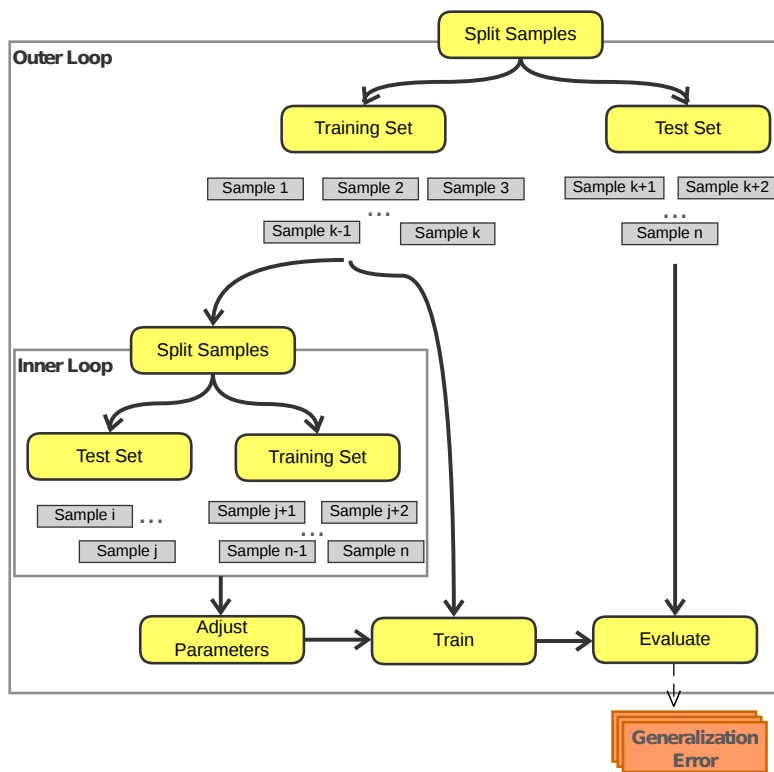 Split Samples
Outer Loop
Training Set
Test Set
Sample 1
Sample 2
Sample 3
...
Sample k-1
Sample k
Sample k+1
Sample k+2
...
Sample n
Split Samples
Inner Loop
Test Set
Training Set
Sample i
...
Sample j
Sample j+1
Sample j+2
...
Sample n-1
Sample n
Adjust
Parameters
Train
Evaluate
Generalization
Error